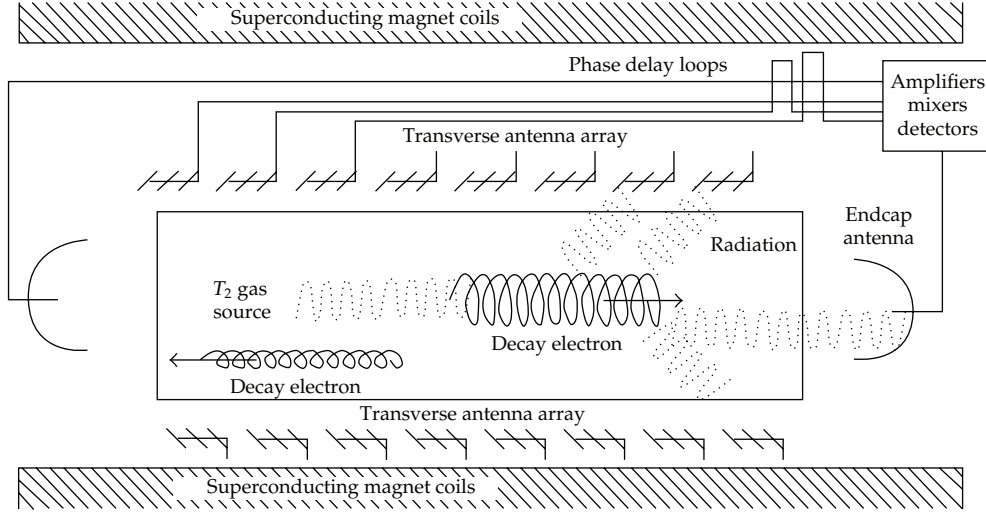 Superconducting magnet coils
Phase delay loops
Amplifiers
mixers
detectors
Transverse antenna array
Endcap
antenna
Radiation
T₂ gas
source
Decay electron
Decay electron
Transverse antenna array
Superconducting magnet coils